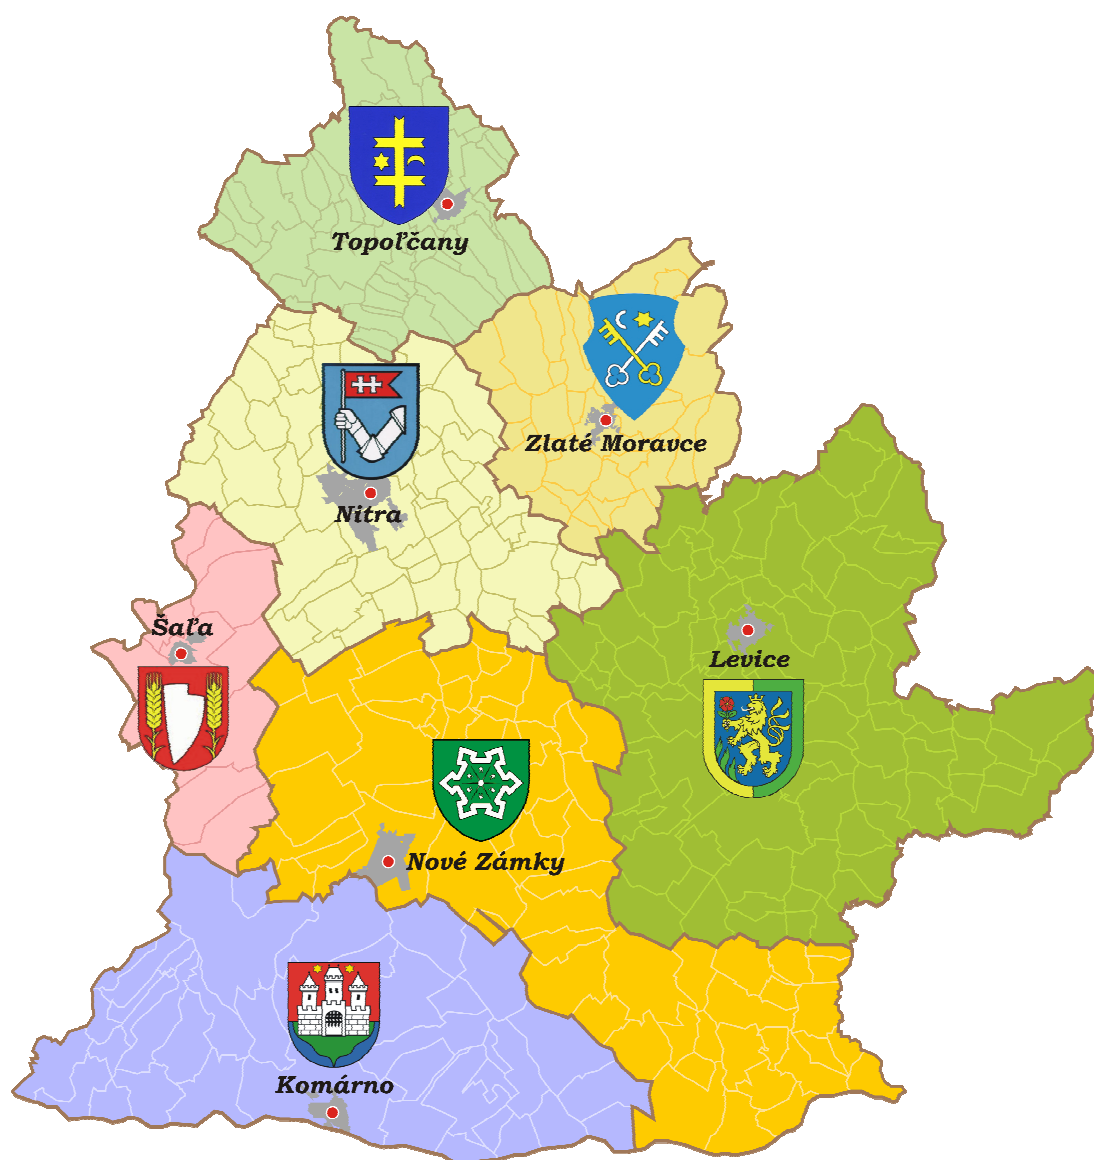 Topoľčany
Zlaté Moravce
Nitra
Šaľa
Levice
Nové Zámky
Komárno